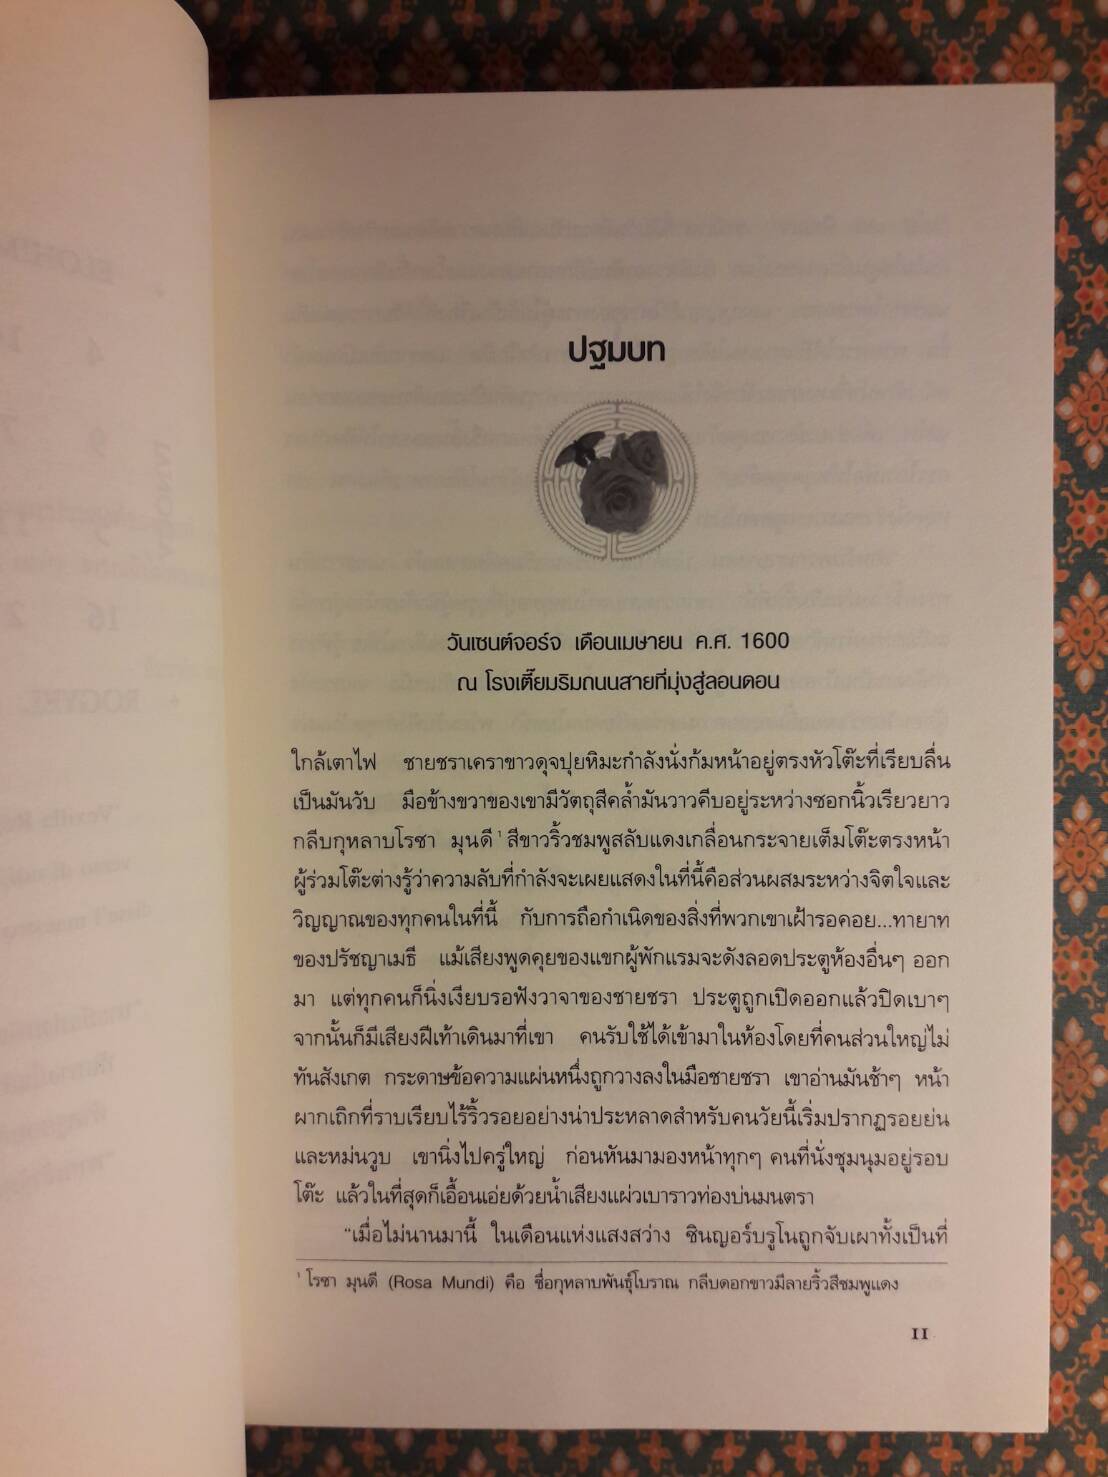 ปฐมบท
วันเซนต์จอร์จ เดือนเมษายน ค.ศ. 1600
ณ โรงเตี๊ยมริมถนนสายที่มุ่งสู่ลอนดอน
ใกล้เตาไฟ ชายชราเคราขาวดุจปุยหิมะกำลังนั่งก้มหน้าอยู่ตรงหัวโต๊ะที่เรียบลื่น
เป็นมันวับ มือข้างขวาของเขามีวัตถุสีคล้ำมันวาวคีบอยู่ระหว่างซอกนิ้วเรียวยาว
กลีบกุหลาบโรซา มุนดี¹ สีขาวริ้วชมพูสลับแดงเกลื่อนกระจายเต็มโต๊ะตรงหน้า
ผู้ร่วมโต๊ะต่างรู้ว่าความลับที่กำลังจะเผยแสดงในที่นี้คือส่วนผสมระหว่างจิตใจและ
วิญญาณของทุกคนในที่นี้ กับการถือกำเนิดของสิ่งที่พวกเขาเฝ้ารอคอย...ทายาท
ของปรัชญาเมธี แม้เสียงพูดคุยของแขกผู้พักแรมจะดังลอดประตูห้องอื่นๆ ออก
มา แต่ทุกคนก็นิ่งเงียบรอฟังวาจาของชายชรา ประตูถูกเปิดออกแล้วปิดเบาๆ
จากนั้นก็มีเสียงฝีเท้าเดินมาที่เขา คนรับใช้ได้เข้ามาในห้องโดยที่คนส่วนใหญ่ไม่
ทันสังเกต กระดาษข้อความแผ่นหนึ่งถูกวางลงในมือชายชรา เขาอ่านมันช้าๆ หน้า
ผากเถิกที่ราบเรียบไร้ริ้วรอยอย่างน่าประหลาดสำหรับคนวัยนี้เริ่มปรากฏรอยย่น
และหม่นวูบ เขานิ่งไปครู่ใหญ่ ก่อนหันมามองหน้าทุกๆ คนที่นั่งชุมนุมอยู่รอบ
โต๊ะ แล้วในที่สุดก็เอื้อนเอ่ยด้วยน้ำเสียงแผ่วเบาราวท่องบ่นมนตรา
“เมื่อไม่นานมานี้ ในเดือนแห่งแสงสว่าง ซินญอร์บรูโนถูกจับเผาทั้งเป็นที่
¹ โรซา มุนดี (Rosa Mundi) คือ ชื่อกุหลาบพันธุ์โบราณ กลีบดอกขาวมีลายริ้วสีชมพูแดง
11